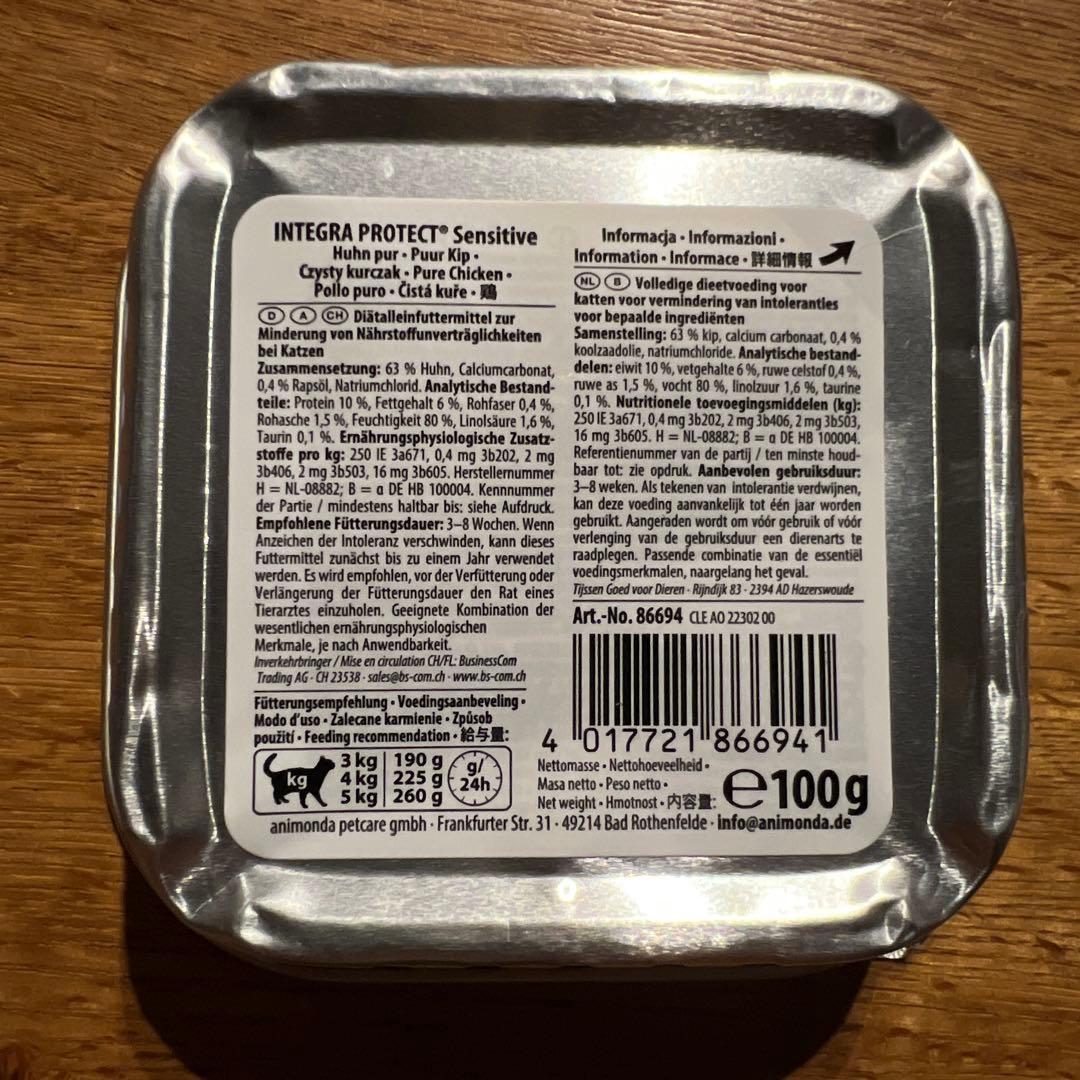 INTEGRA PROTECT® Sensitive
Huhn pur • Puur Kip •
Czysty kurczak • Pure Chicken •
Pollo puro • Čistá kuře • 鶏
D A CH Diätalleinfuttermittel zur
Minderung von Nährstoffunverträglichkeiten
bei Katzen
Zusammensetzung: 63 % Huhn, Calciumcarbonat,
0,4 % Rapsöl, Natriumchlorid. Analytische Bestand-
teile: Protein 10 %, Fettgehalt 6 %, Rohfaser 0,4 %,
Rohasche 1,5 %, Feuchtigkeit 80 %, Linolsäure 1,6 %,
Taurin 0,1 %. Ernährungsphysiologische Zusatz-
stoffe pro kg: 250 IE 3a671, 0,4 mg 3b202, 2 mg
3b406, 2 mg 3b503, 16 mg 3b605. Herstellernummer
H = NL-08882; B = α DE HB 100004. Kennnummer
der Partie / mindestens haltbar bis: siehe Aufdruck.
Empfohlene Fütterungsdauer: 3–8 Wochen. Wenn
Anzeichen der Intoleranz verschwinden, kann dieses
Futtermittel zunächst bis zu einem Jahr verwendet
werden. Es wird empfohlen, vor der Verfütterung oder
Verlängerung der Fütterungsdauer den Rat eines
Tierarztes einzuholen. Geeignete Kombination der
wesentlichen ernährungsphysiologischen
Merkmale, je nach Anwendbarkeit.
Inverkehrbringer / Mise en circulation CH/FL: BusinessCom
Trading AG · CH 23538 · sales@bs-com.ch · www.bs-com.ch
Fütterungsempfehlung • Voedingsaanbeveling •
Modo d'uso • Zalecane karmienie • Způsob
použití • Feeding recommendation • 給与量:
kg
3 kg 190 g
4 kg 225 g
5 kg 260 g
g/
24h
Informacja • Informazioni •
Information • Informace • 詳細情報
NL B Volledige dieetvoeding voor
katten voor vermindering van intoleranties
voor bepaalde ingrediënten
Samenstelling: 63 % kip, calcium carbonaat, 0,4 %
koolzaadolie, natriumchloride. Analytische bestand-
delen: eiwit 10 %, vetgehalte 6 %, ruwe celstof 0,4 %,
ruwe as 1,5 %, vocht 80 %, linolzuur 1,6 %, taurine
0,1 %. Nutritionele toevoegingsmiddelen (kg):
250 IE 3a671, 0,4 mg 3b202, 2 mg 3b406, 2 mg 3b503,
16 mg 3b605. H = NL-08882; B = α DE HB 100004.
Referentienummer van de partij / ten minste houd-
baar tot: zie opdruk. Aanbevolen gebruiksduur:
3–8 weken. Als tekenen van intolerantie verdwijnen,
kan deze voeding aanvankelijk tot één jaar worden
gebruikt. Aangeraden wordt om vóór gebruik of vóór
verlenging van de gebruiksduur een dierenarts te
raadplegen. Passende combinatie van de essentiël
voedingsmerkmalen, naargelang het geval.
Tijssen Goed voor Dieren · Rijndijk 83 · 2394 AD Hazerswoude
Art.-No. 86694 CLE AO 22302 00
4 017721 866941
Nettomasse • Nettohoeveelheid •
Masa netto • Peso netto •
Net weight • Hmotnost • 内容量: ℮ 100 g
animonda petcare gmbh · Frankfurter Str. 31 · 49214 Bad Rothenfelde · info@animonda.de